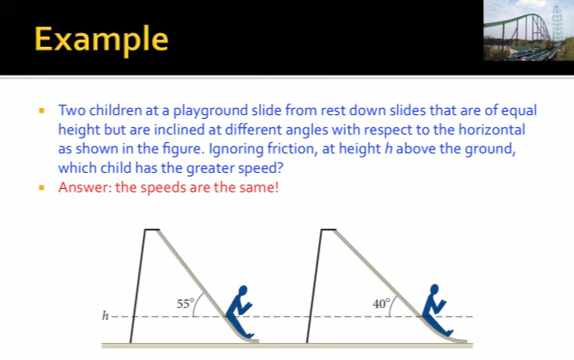 Example
Two children at a playground slide from rest down slides that are of equal
height but are inclined at different angles with respect to the horizontal
as shown in the figure. Ignoring friction, at height h above the ground,
which child has the greater speed?
Answer: the speeds are the same!
55° 40°
h